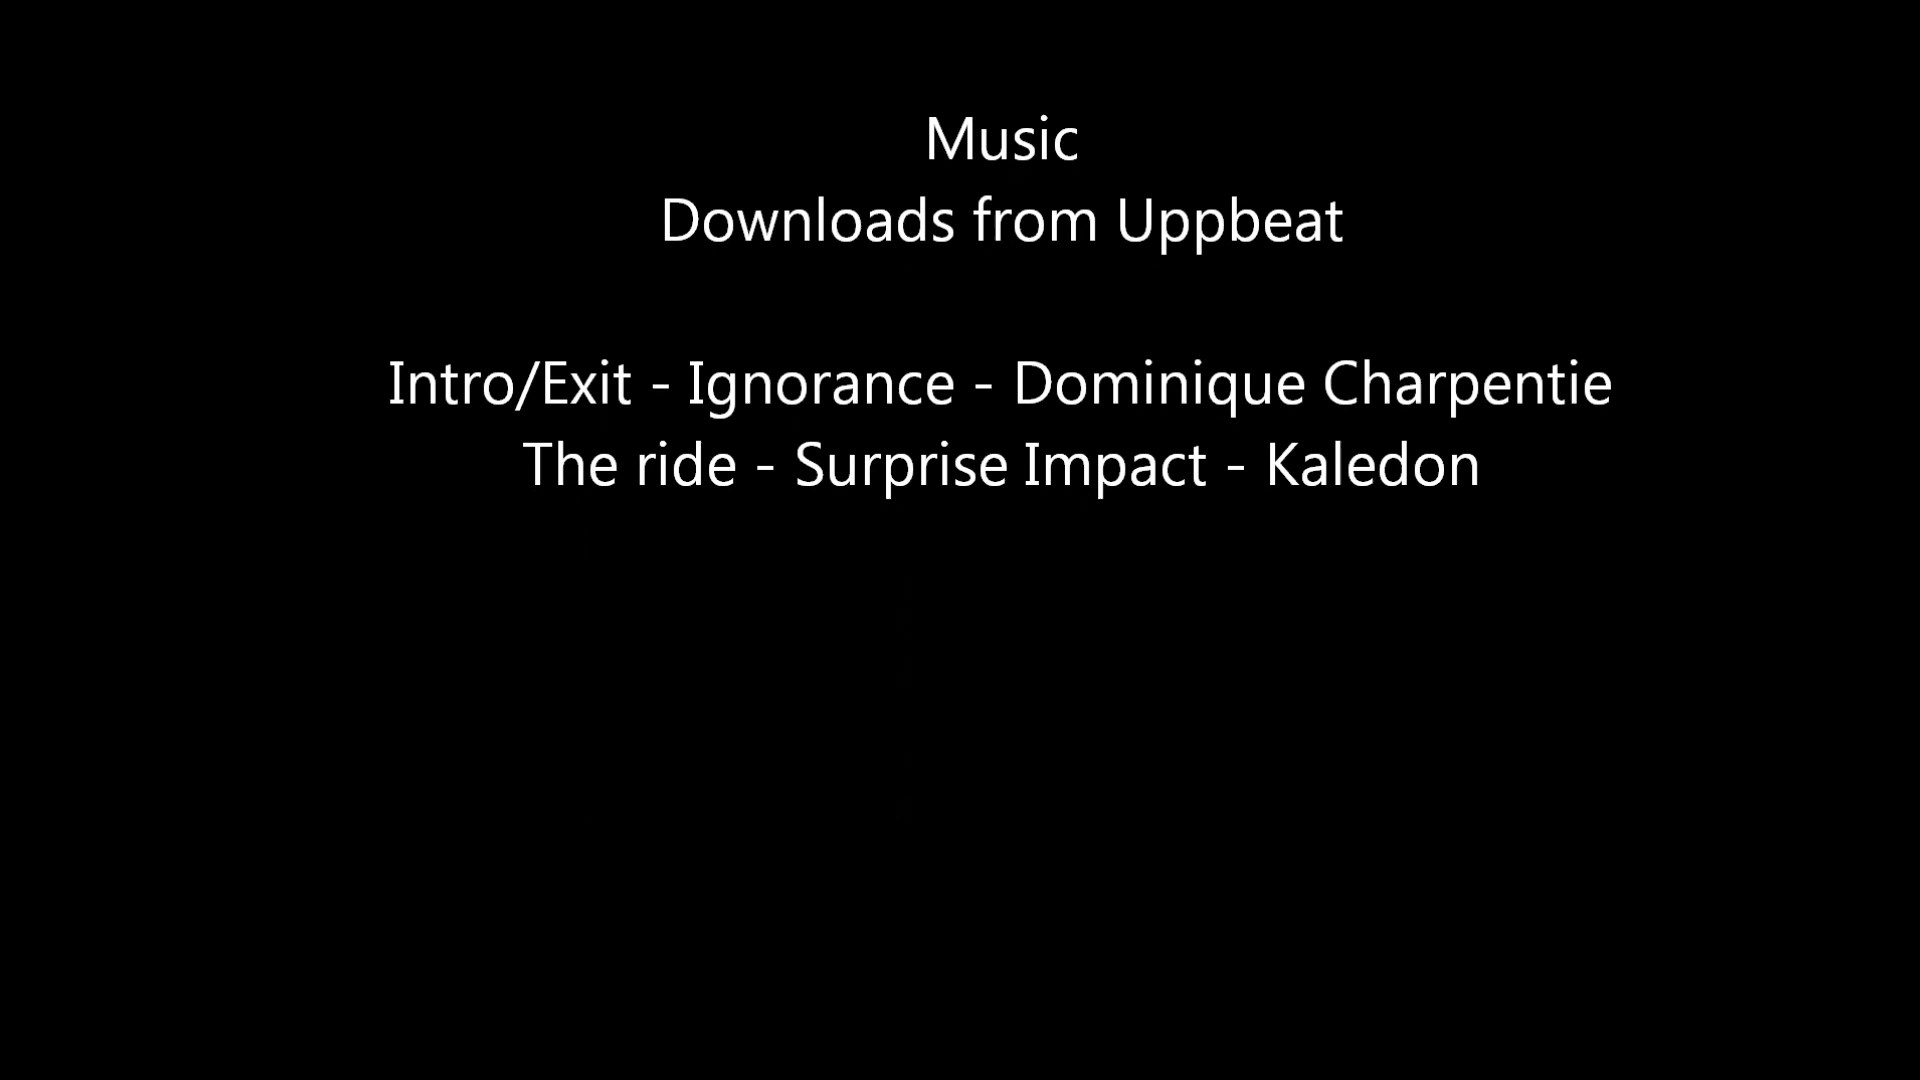 Music
Downloads from Uppbeat
Intro/Exit - Ignorance - Dominique Charpentie
The ride - Surprise Impact - Kaledon